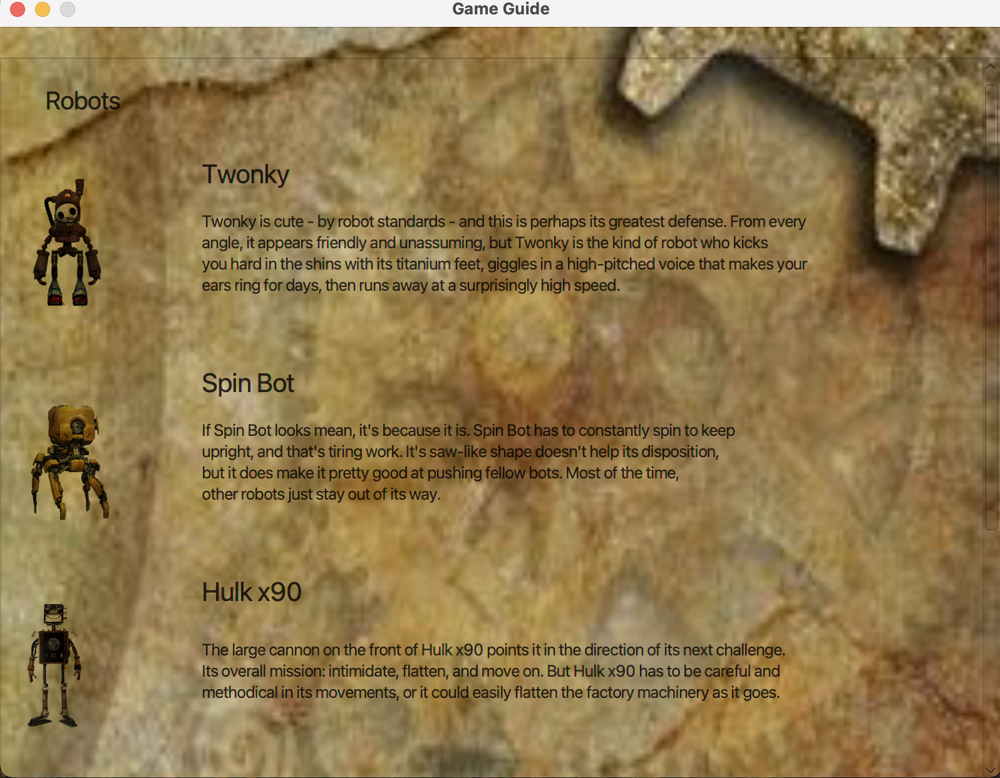 Game Guide
Robots
Twonky
Twonky is cute - by robot standards - and this is perhaps its greatest defense. From every
angle, it appears friendly and unassuming, but Twonky is the kind of robot who kicks
you hard in the shins with its titanium feet, giggles in a high-pitched voice that makes your
ears ring for days, then runs away at a surprisingly high speed.
Spin Bot
If Spin Bot looks mean, it's because it is. Spin Bot has to constantly spin to keep
upright, and that's tiring work. It's saw-like shape doesn't help its disposition,
but it does make it pretty good at pushing fellow bots. Most of the time,
other robots just stay out of its way.
Hulk x90
The large cannon on the front of Hulk x90 points it in the direction of its next challenge.
Its overall mission: intimidate, flatten, and move on. But Hulk x90 has to be careful and
methodical in its movements, or it could easily flatten the factory machinery as it goes.